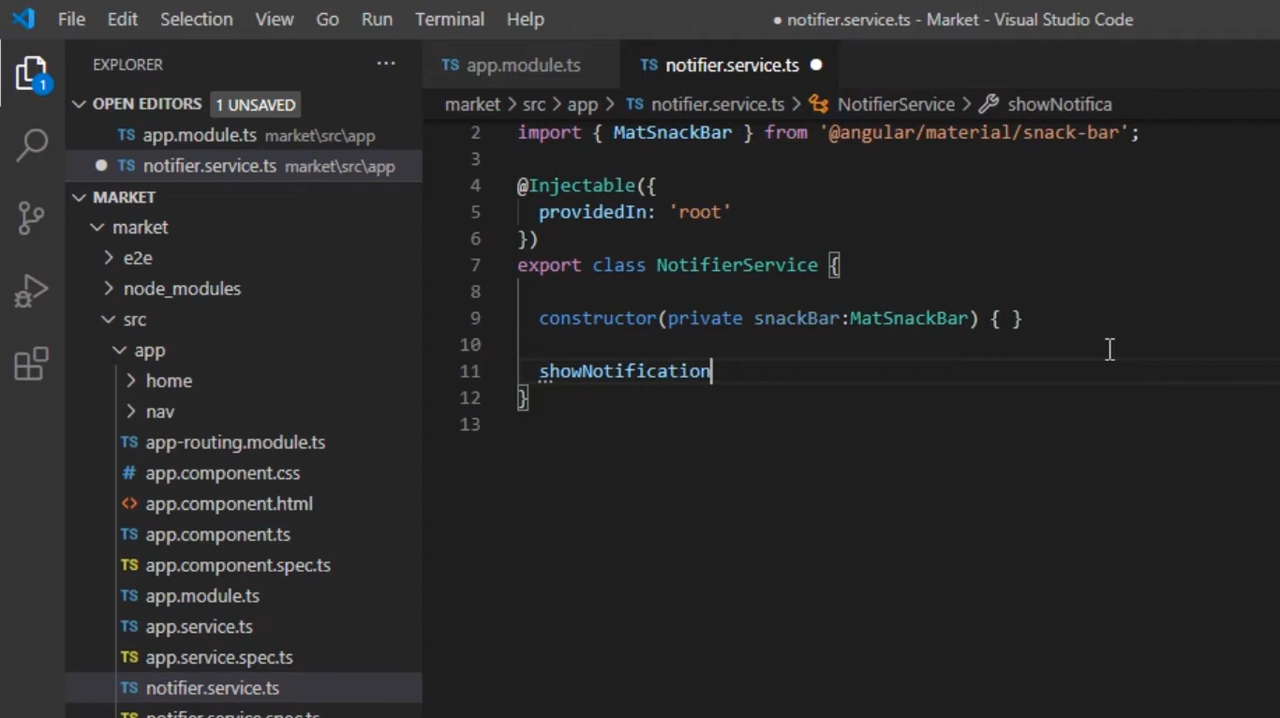 File Edit Selection View Go Run Terminal Help ● notifier.service.ts - Market - Visual Studio Code
EXPLORER ···
1
OPEN EDITORS 1 UNSAVED
TS app.module.ts market\src\app
TS notifier.service.ts market\src\app
MARKET
market
e2e
node_modules
src
app
home
nav
TS app-routing.module.ts
# app.component.css
<> app.component.html
TS app.component.ts
TS app.component.spec.ts
TS app.module.ts
TS app.service.ts
TS app.service.spec.ts
TS notifier.service.ts
TS notifier.service.spec.ts
TS app.module.ts TS notifier.service.ts
market > src > app > TS notifier.service.ts > NotifierService > showNotifica
2 import { MatSnackBar } from '@angular/material/snack-bar';
3
4 @Injectable({
5 providedIn: 'root'
6 })
7 export class NotifierService {
8
9 constructor(private snackBar:MatSnackBar) { }
10
11 showNotification
12 }
13